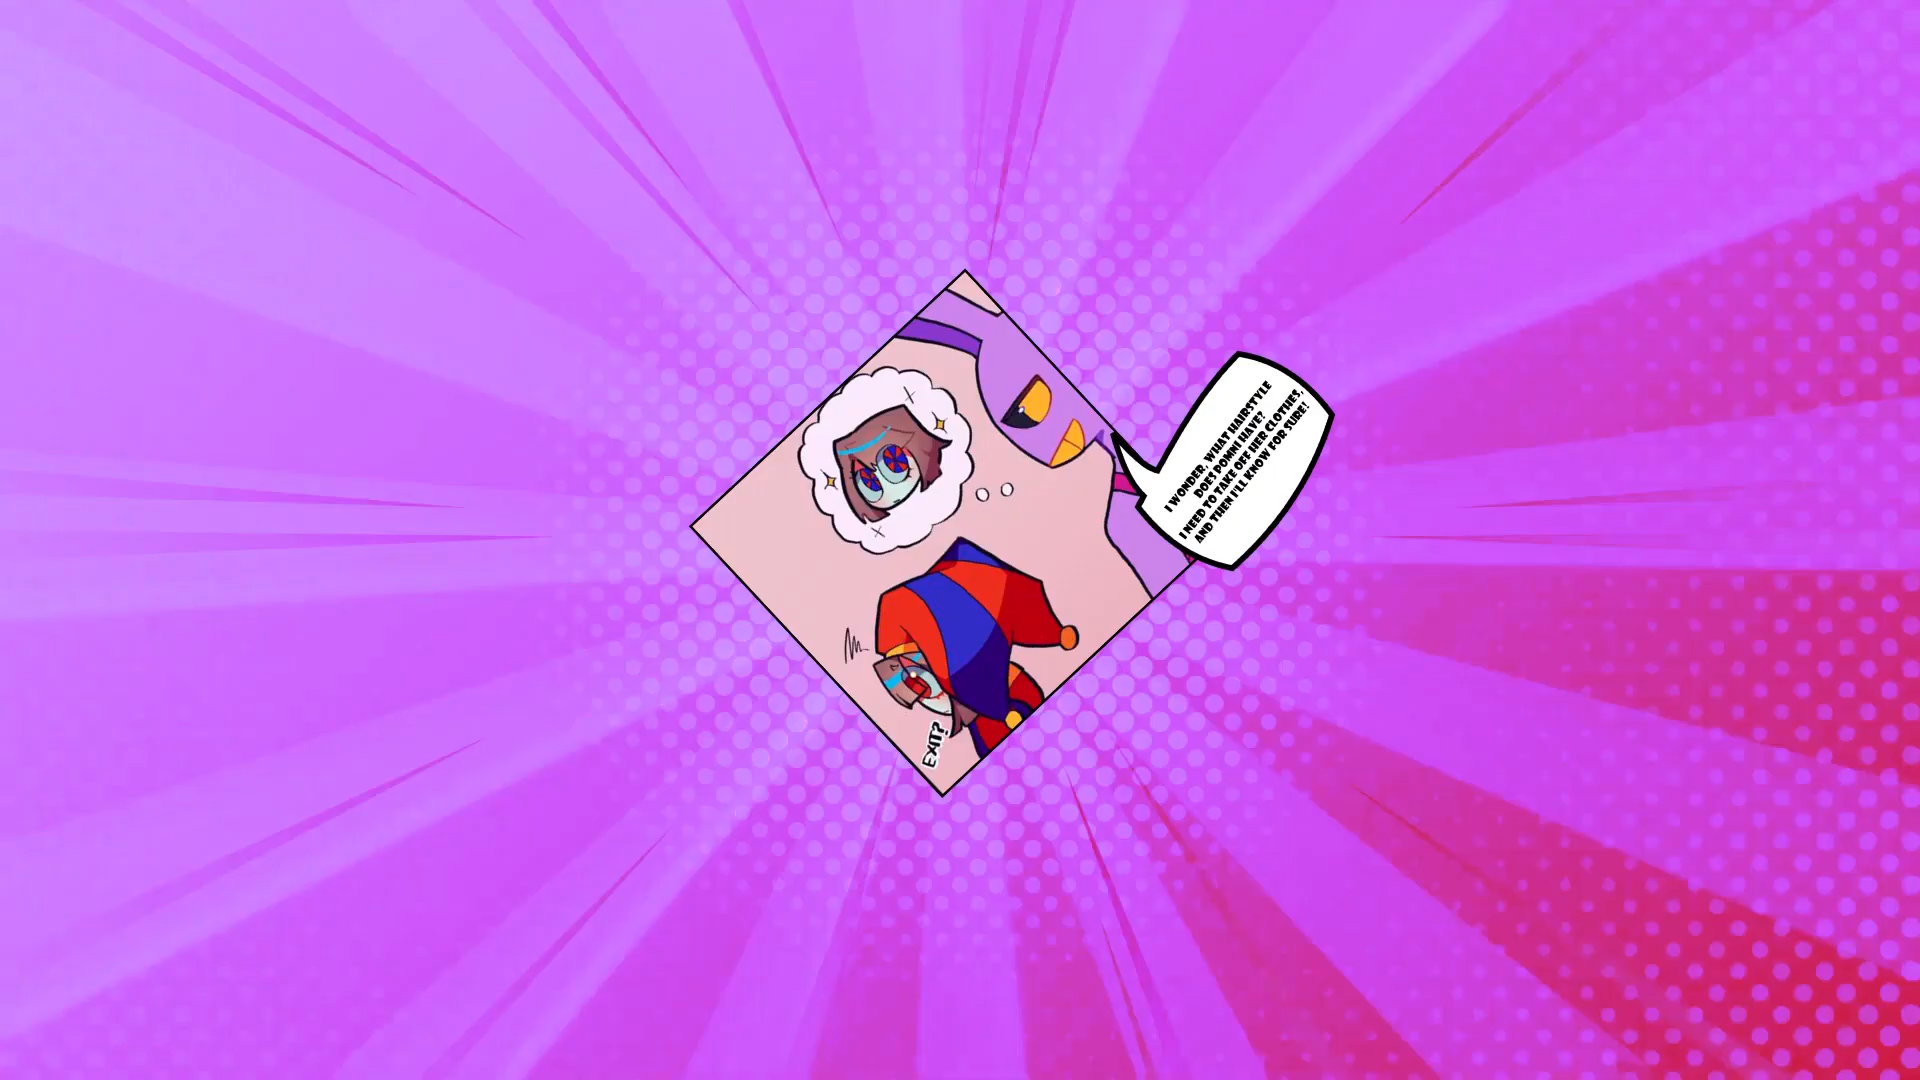 I WONDER, WHAT HAIRSTYLE
DOES POMNI HAVE?
I NEED TO TAKE OFF HER CLOTHES,
AND THEN I'LL KNOW FOR SURE!
EXIT?